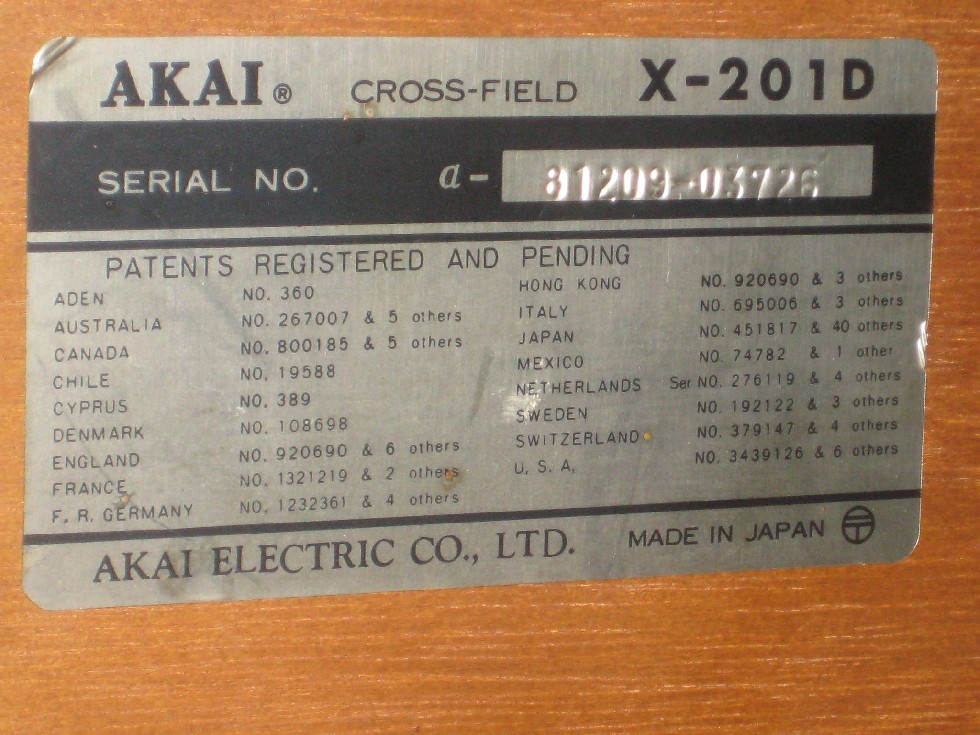 AKAI® CROSS-FIELD X-201D
SERIAL NO. a- 81209-03726
PATENTS REGISTERED AND PENDING
ADEN NO. 360
AUSTRALIA NO. 267007 & 5 others
CANADA NO. 800185 & 5 others
CHILE NO. 19588
CYPRUS NO. 389
DENMARK NO. 108698
ENGLAND NO. 920690 & 6 others
FRANCE NO. 1321219 & 2 others
F. R. GERMANY NO. 1232361 & 4 others
HONG KONG NO. 920690 & 3 others
ITALY NO. 695006 & 3 others
JAPAN NO. 451817 & 40 others
MEXICO NO. 74782 & 1 other
NETHERLANDS Ser NO. 276119 & 4 others
SWEDEN NO. 192122 & 3 others
SWITZERLAND NO. 379147 & 4 others
U. S. A. NO. 3439126 & 6 others
AKAI ELECTRIC CO., LTD. MADE IN JAPAN